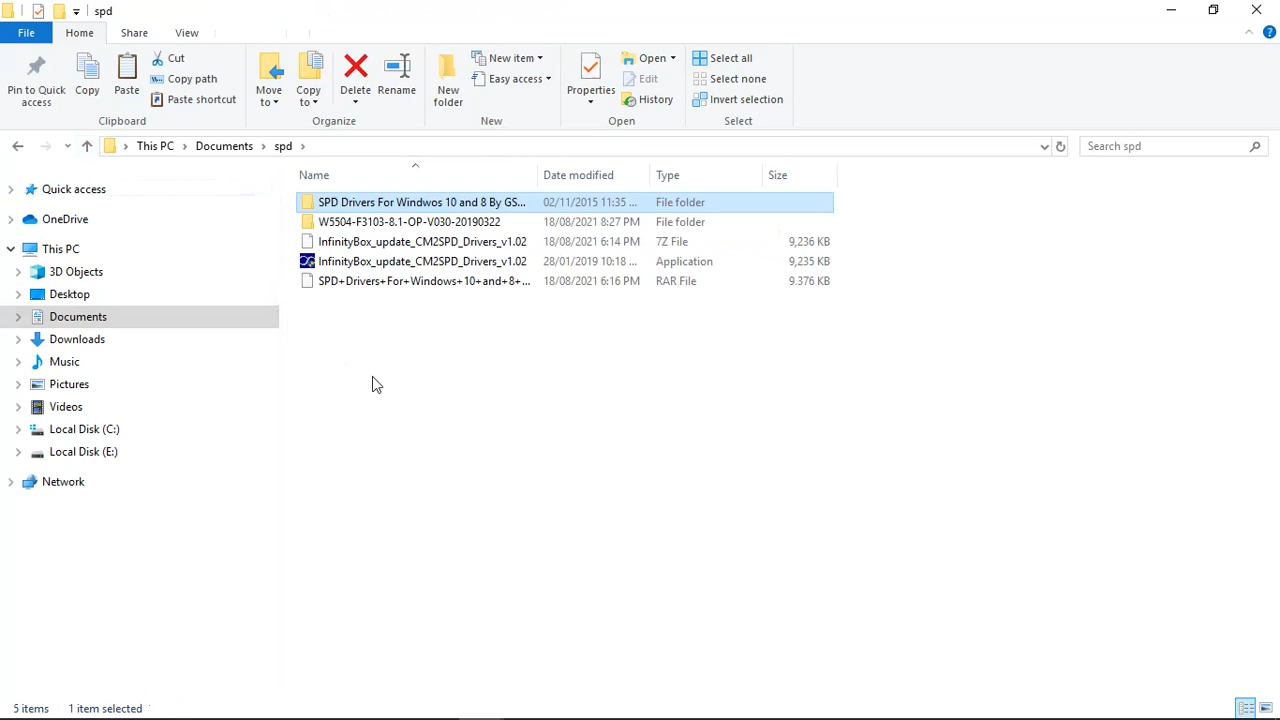 spd
File Home Share View
Pin to Quick access
Copy
Paste
Cut
Copy path
Paste shortcut
Clipboard
Move to
Copy to
Delete
Rename
Organize
New folder
New item
Easy access
New
Properties
Open
Edit
History
Open
Select all
Select none
Invert selection
Select
This PC Documents spd
Search spd
Quick access
OneDrive
This PC
3D Objects
Desktop
Documents
Downloads
Music
Pictures
Videos
Local Disk (C:)
Local Disk (E:)
Network
Name Date modified Type Size
SPD Drivers For Windwos 10 and 8 By GS... 02/11/2015 11:35 ... File folder
W5504-F3103-8.1-OP-V030-20190322 18/08/2021 8:27 PM File folder
InfinityBox_update_CM2SPD_Drivers_v1.02 18/08/2021 6:14 PM 7Z File 9,236 KB
InfinityBox_update_CM2SPD_Drivers_v1.02 28/01/2019 10:18 ... Application 9,235 KB
SPD+Drivers+For+Windows+10+and+8+... 18/08/2021 6:16 PM RAR File 9,376 KB
5 items 1 item selected